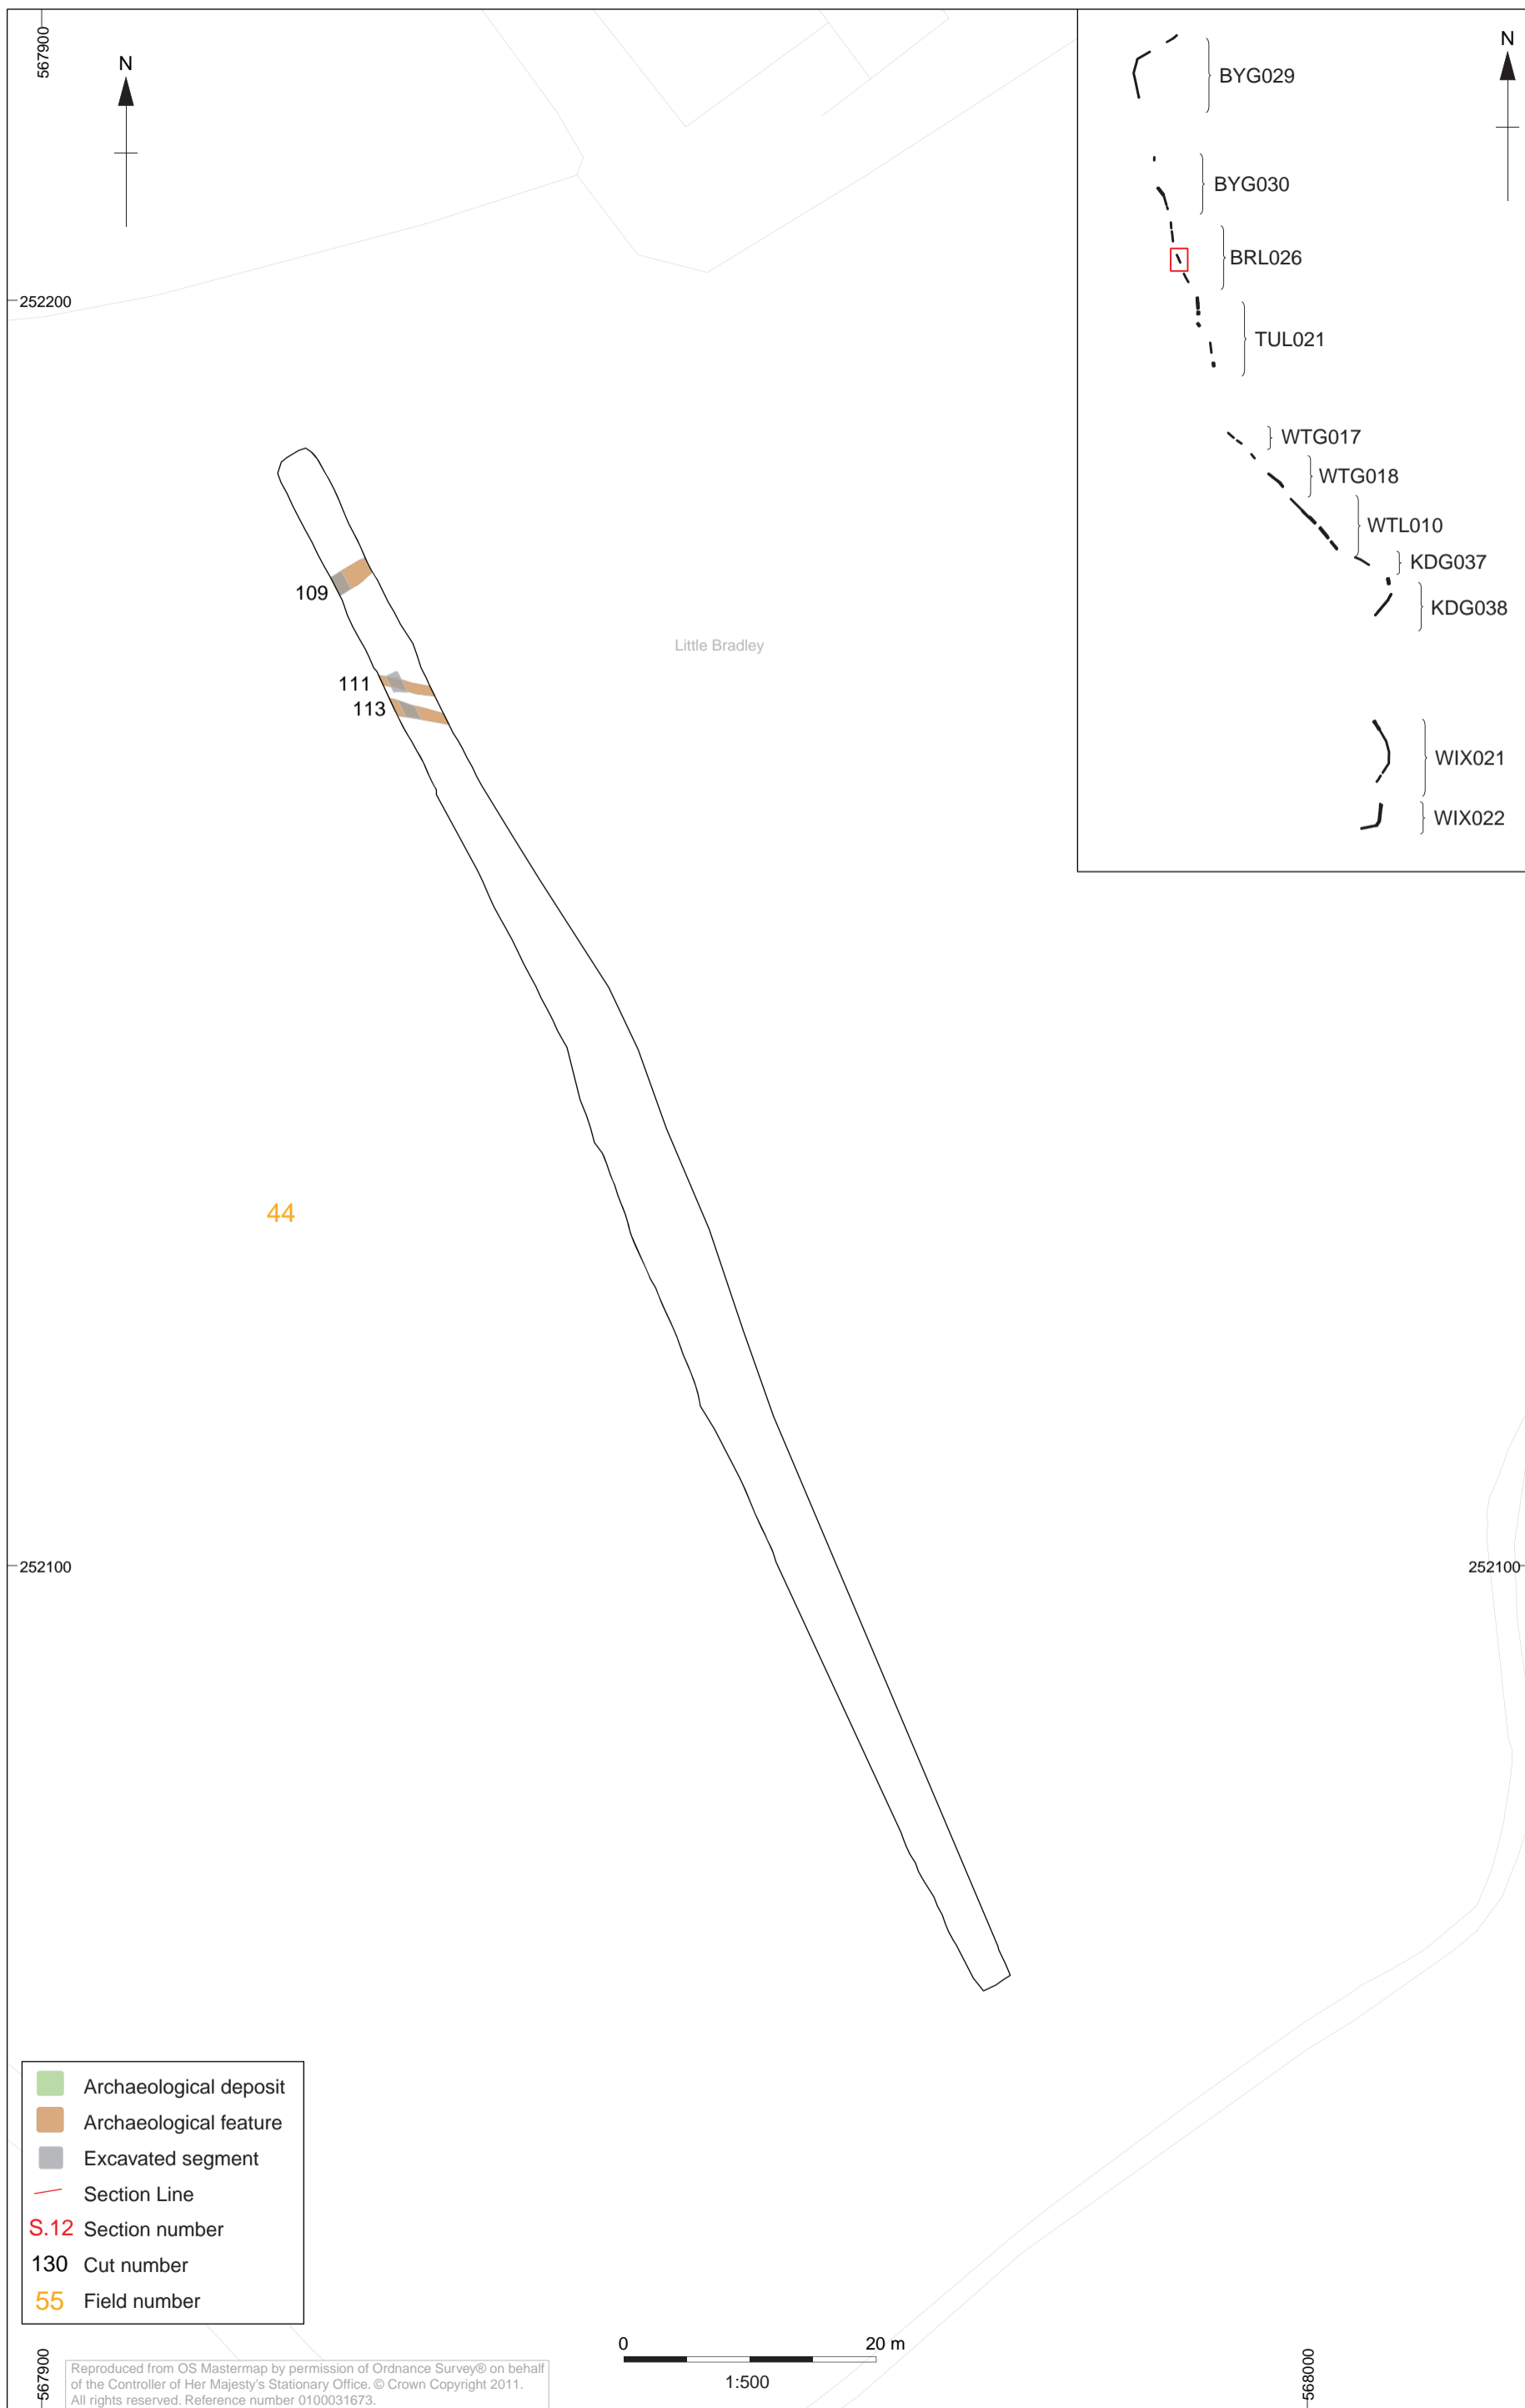 567900
N
N
BYG029
BYG030
BRL026
252200
TUL021
WTG017
WTG018
WTL010
KDG037
109
KDG038
Little Bradley
111
113
WIX021
WIX022
44
252100
252100
Archaeological deposit
Archaeological feature
Excavated segment
Section Line
S.12 Section number
130 Cut number
55 Field number
0 20 m
1:500
567900
568000
Reproduced from OS Mastermap by permission of Ordnance Survey® on behalf
of the Controller of Her Majesty's Stationary Office. © Crown Copyright 2011.
All rights reserved. Reference number 0100031673.